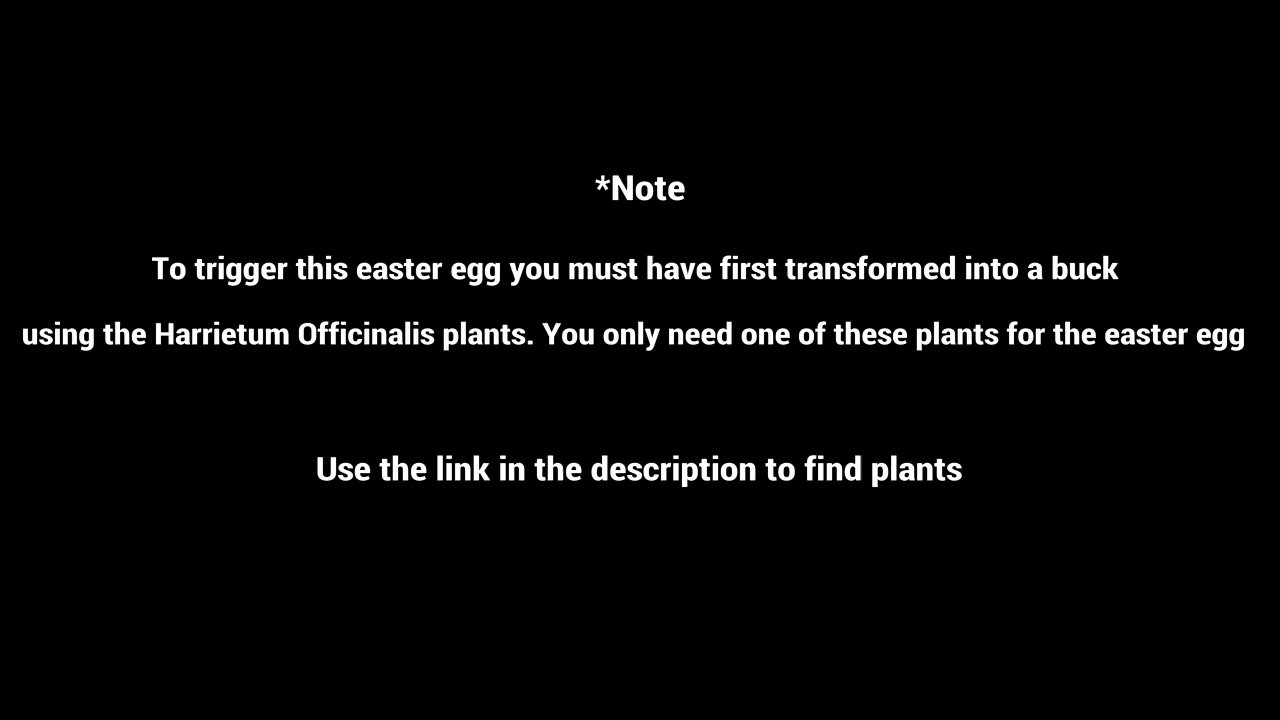 *Note
To trigger this easter egg you must have first transformed into a buck
using the Harrietum Officinalis plants. You only need one of these plants for the easter egg
Use the link in the description to find plants